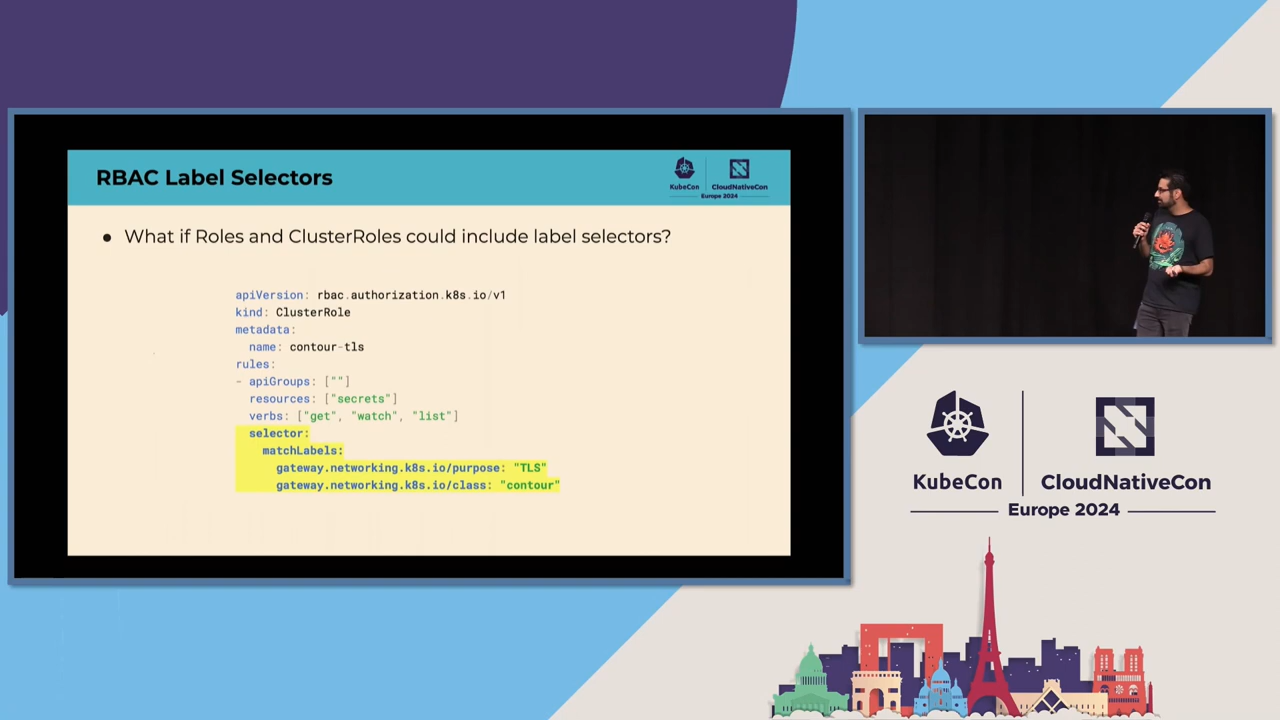 RBAC Label Selectors
KubeCon
CloudNativeCon
Europe 2024
● What if Roles and ClusterRoles could include label selectors?
apiVersion: rbac.authorization.k8s.io/v1
kind: ClusterRole
metadata:
  name: contour-tls
rules:
- apiGroups: [""]
  resources: ["secrets"]
  verbs: ["get", "watch", "list"]
  selector:
    matchLabels:
      gateway.networking.k8s.io/purpose: "TLS"
      gateway.networking.k8s.io/class: "contour"
KubeCon
CloudNativeCon
Europe 2024